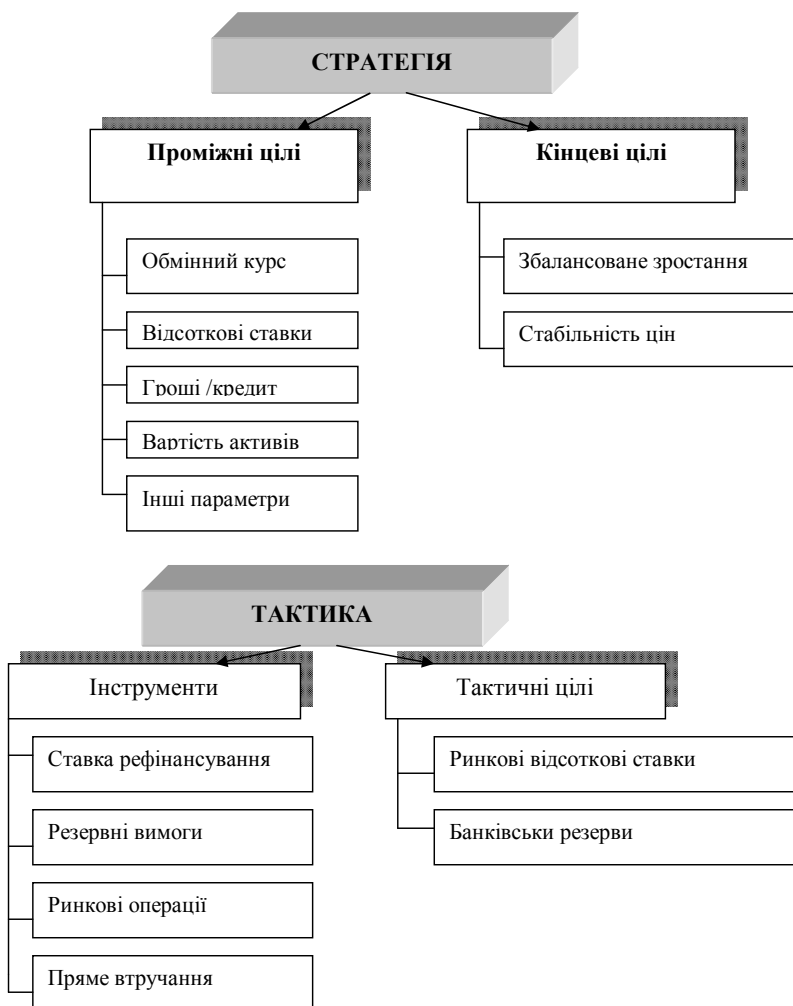 СТРАТЕГІЯ
Проміжні цілі
Обмінний курс
Відсоткові ставки
Гроші /кредит
Вартість активів
Інші параметри
Кінцеві цілі
Збалансоване зростання
Стабільність цін
ТАКТИКА
Інструменти
Ставка рефінансування
Резервні вимоги
Ринкові операції
Пряме втручання
Тактичні цілі
Ринкові відсоткові ставки
Банківськи резерви